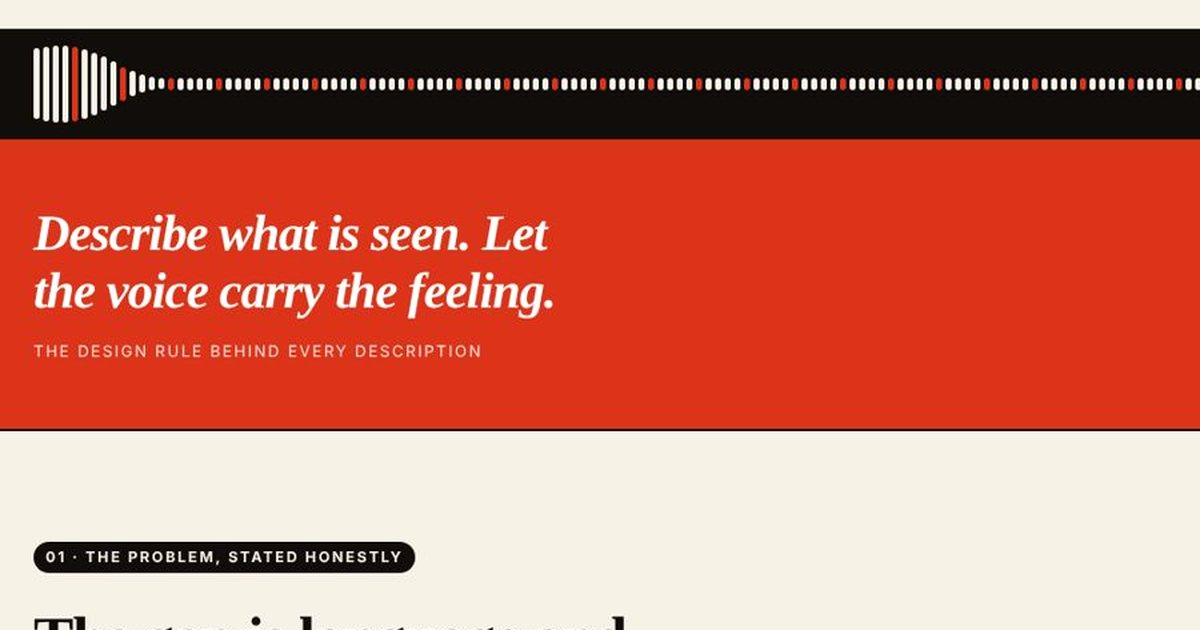 Describe what is seen. Let
the voice carry the feeling.
THE DESIGN RULE BEHIND EVERY DESCRIPTION
01 · THE PROBLEM, STATED HONESTLY